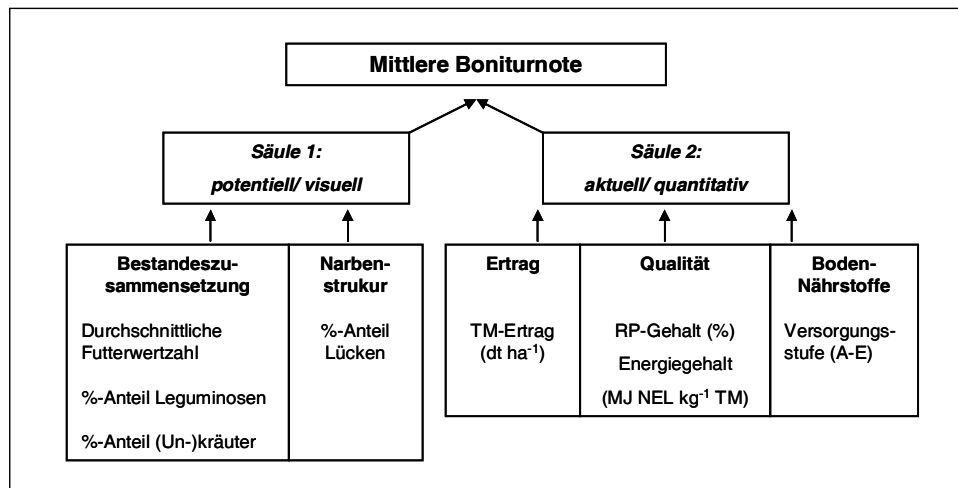 Mittlere Boniturnote
Säule 1:
potentiell/ visuell
Säule 2:
aktuell/ quantitativ
Bestandeszu-
sammensetzung
Durchschnittliche
Futterwertzahl
%-Anteil Leguminosen
%-Anteil (Un-)kräuter
Narben-
strukur
%-Anteil
Lücken
Ertrag
TM-Ertrag
(dt ha⁻¹)
Qualität
RP-Gehalt (%)
Energiegehalt
(MJ NEL kg⁻¹ TM)
Boden-
Nährstoffe
Versorgungs-
stufe (A-E)